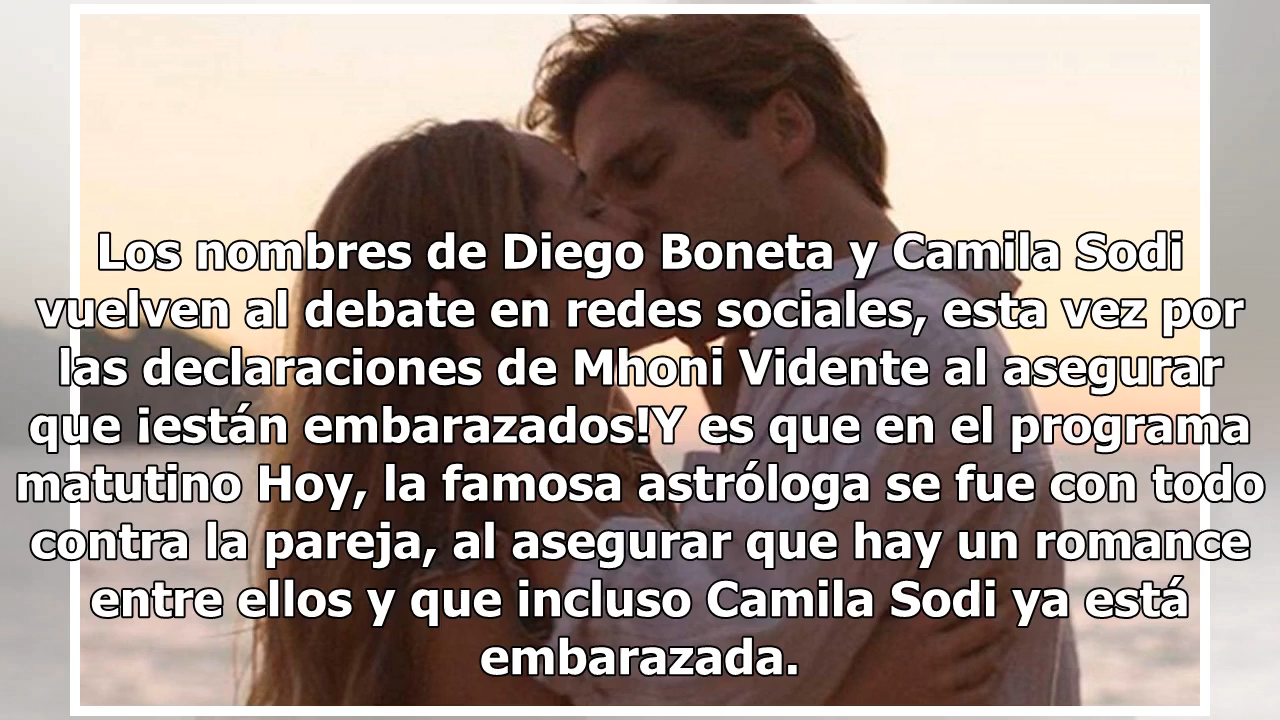 Los nombres de Diego Boneta y Camila Sodi
vuelven al debate en redes sociales, esta vez por
las declaraciones de Mhoni Vidente al asegurar
que iestán embarazados!Y es que en el programa
matutino Hoy, la famosa astróloga se fue con todo
contra la pareja, al asegurar que hay un romance
entre ellos y que incluso Camila Sodi ya está
embarazada.